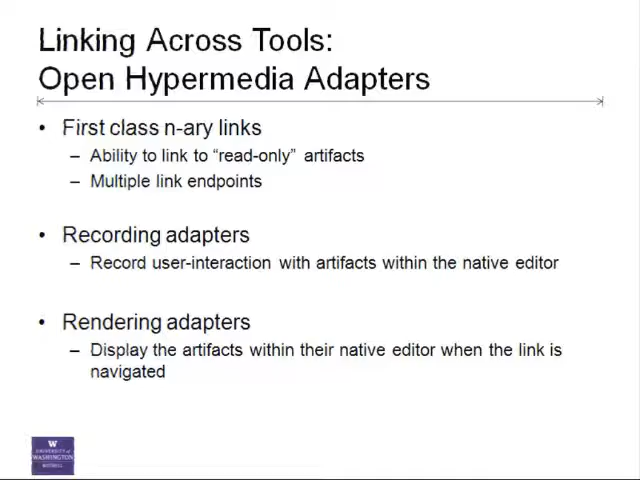 Linking Across Tools:
Open Hypermedia Adapters
• First class n-ary links
– Ability to link to “read-only” artifacts
– Multiple link endpoints
• Recording adapters
– Record user-interaction with artifacts within the native editor
• Rendering adapters
– Display the artifacts within their native editor when the link is
navigated
W
UNIVERSITY of
WASHINGTON
BOTHELL